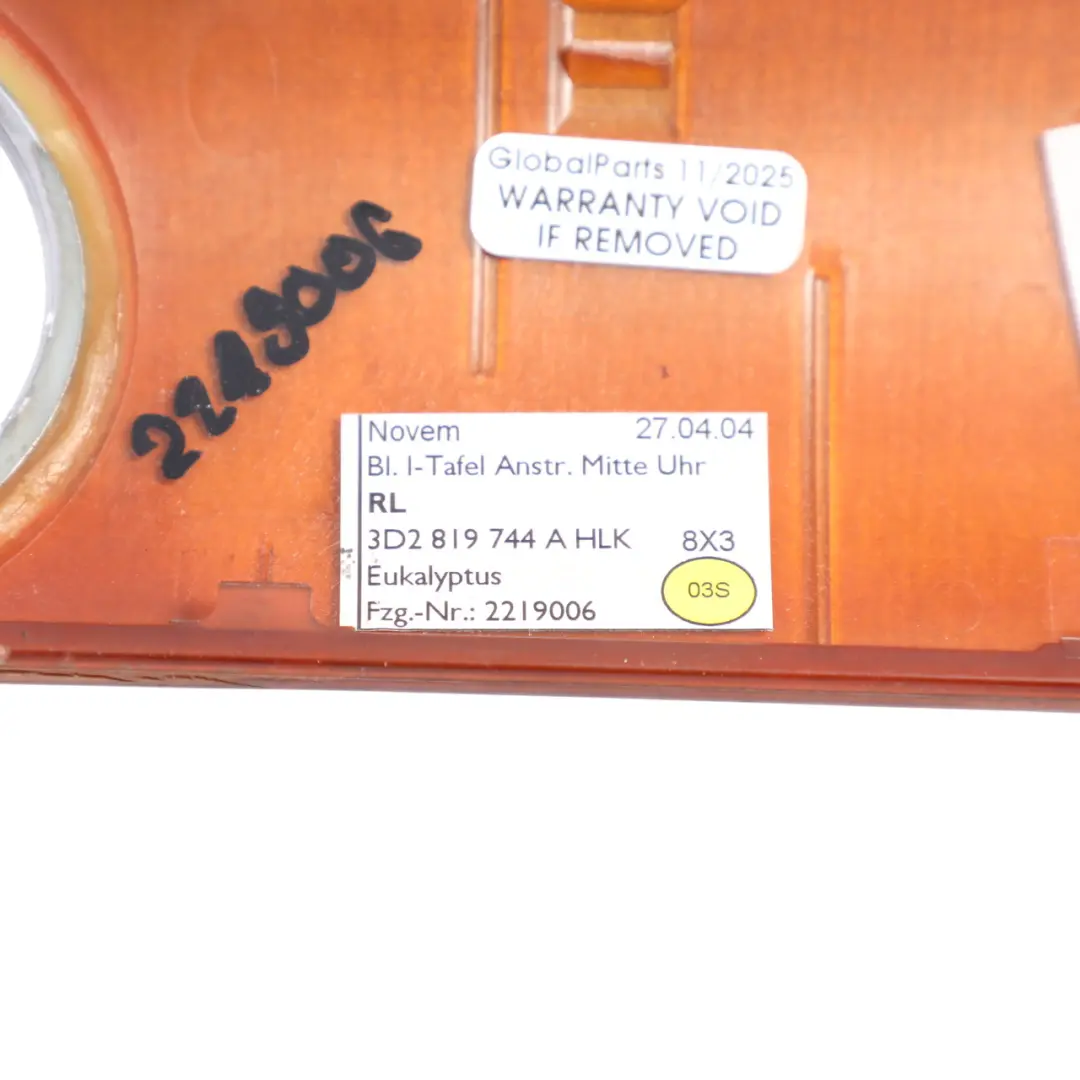 GlobalParts 11/2025
WARRANTY VOID
IF REMOVED
2219006
Novem 27.04.04
Bl. I-Tafel Anstr. Mitte Uhr
RL
3D2 819 744 A HLK 8X3
Eukalyptus 03S
Fzg.-Nr.: 2219006